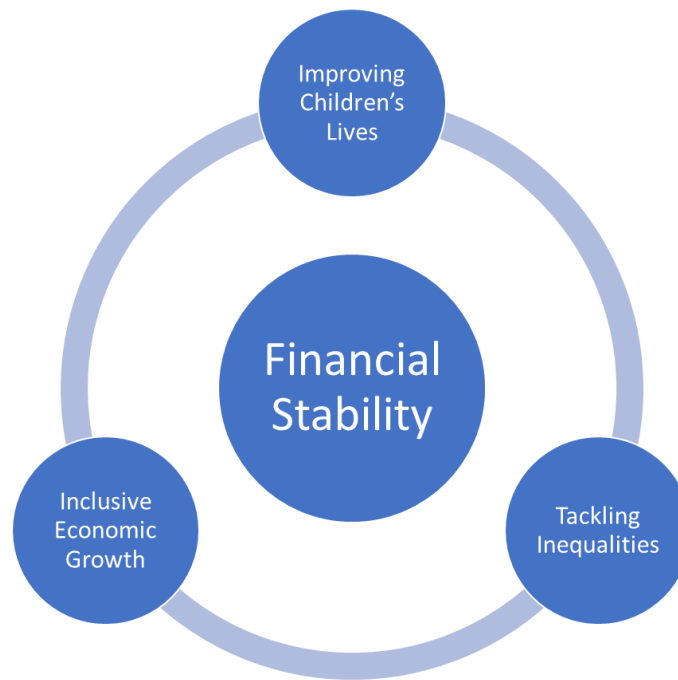 Improving
Children’s
Lives
Financial
Stability
Inclusive
Economic
Growth
Tackling
Inequalities